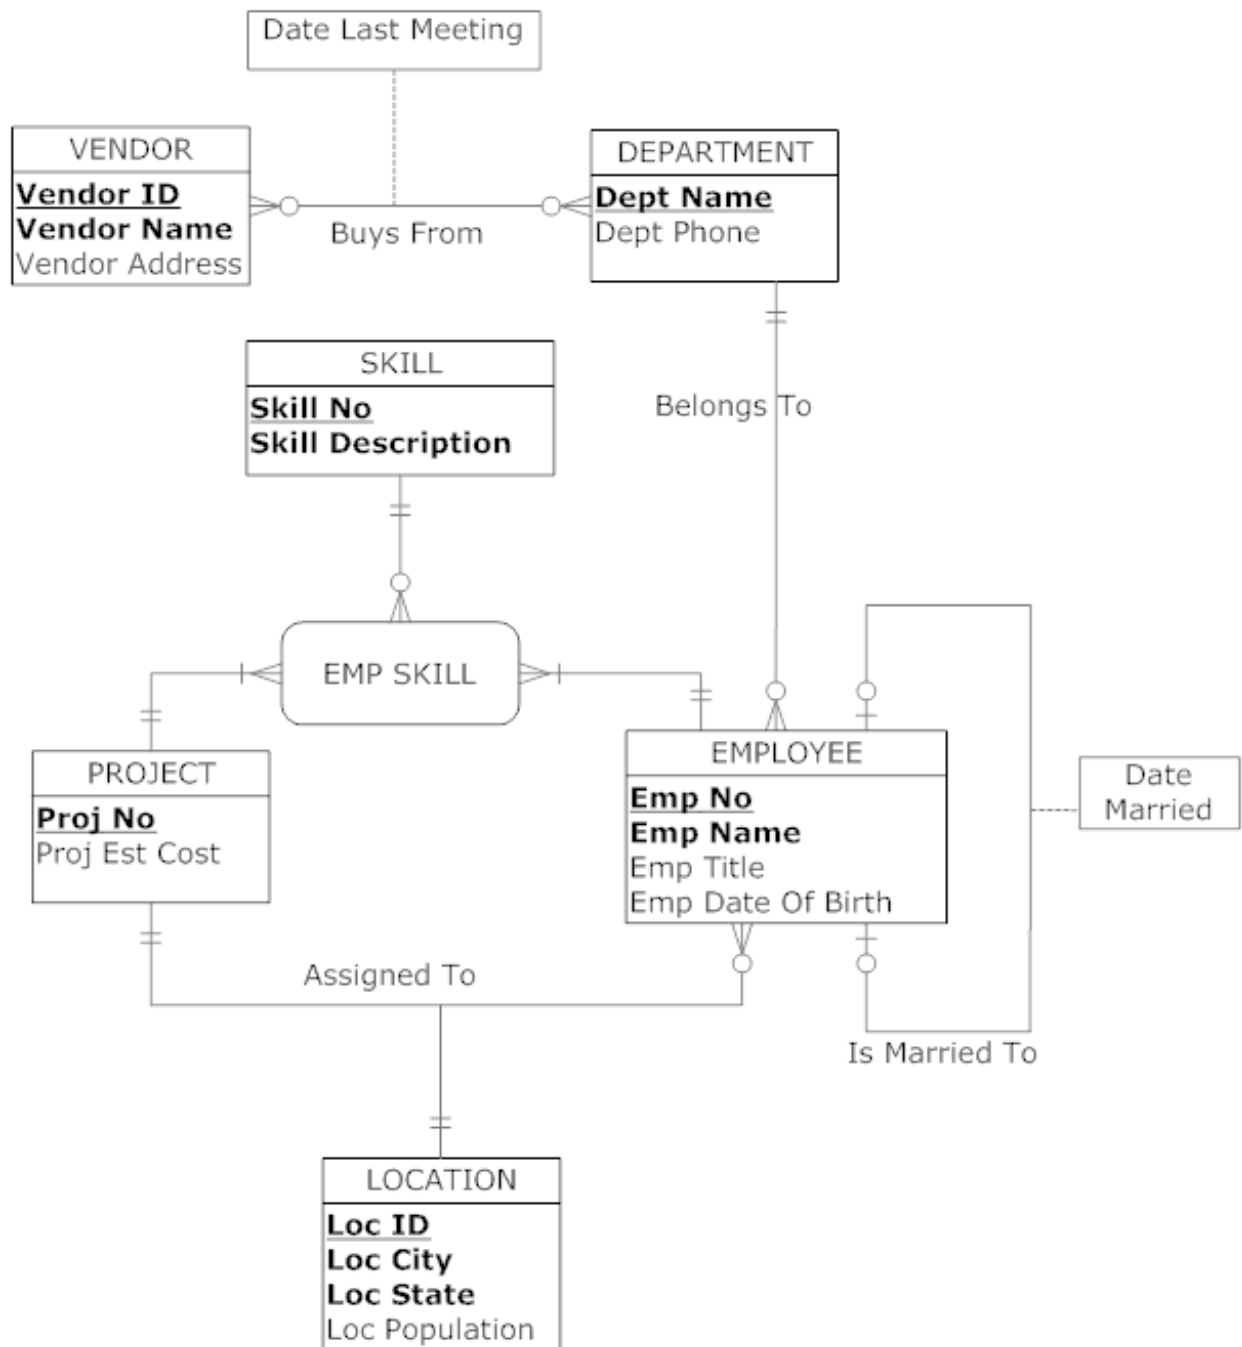 Date Last Meeting
VENDOR
Vendor ID
Vendor Name
Vendor Address
Buys From
DEPARTMENT
Dept Name
Dept Phone
SKILL
Skill No
Skill Description
Belongs To
EMP SKILL
PROJECT
Proj No
Proj Est Cost
EMPLOYEE
Emp No
Emp Name
Emp Title
Emp Date Of Birth
Date
Married
Assigned To
Is Married To
LOCATION
Loc ID
Loc City
Loc State
Loc Population